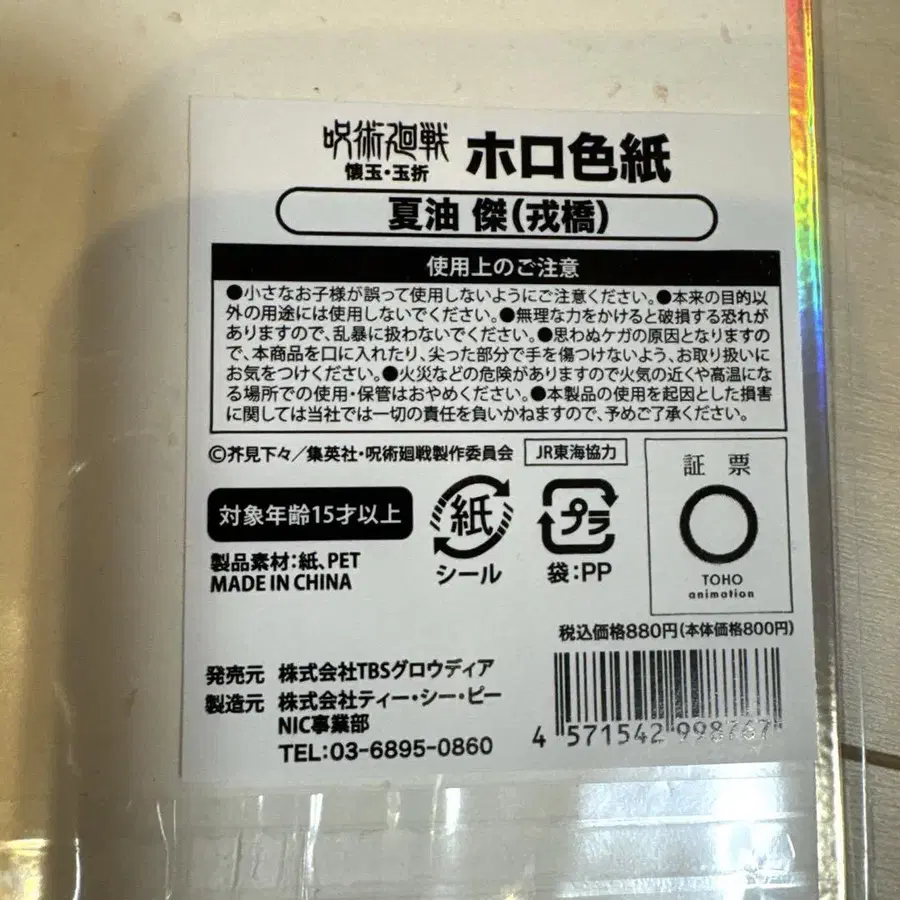 呪術廻戦
懐玉・玉折
ホロ色紙
夏油 傑(戎橋)
使用上のご注意
●小さなお子様が誤って使用しないようにご注意ください。●本来の目的以
外の用途には使用しないでください。●無理な力をかけると破損する恐れが
ありますので、乱暴に扱わないでください。●思わぬケガの原因となりますの
で、本商品を口に入れたり、尖った部分で手を傷つけないよう、お取り扱いに
お気をつけください。●火災などの危険がありますので火気の近くや高温にな
る場所での使用・保管はおやめください。●本製品の使用を起因とした損害
に関しては当社では一切の責任を負いかねますので、予めご了承ください。
©芥見下々／集英社・呪術廻戦製作委員会
JR東海協力
証票
TOHO
animation
対象年齢15才以上
紙
シール
プラ
袋:PP
製品素材:紙、PET
MADE IN CHINA
税込価格880円(本体価格800円)
発売元 株式会社TBSグロウディア
製造元 株式会社ティー・シー・ピー
NIC事業部
TEL:03-6895-0860
4 571542 998767